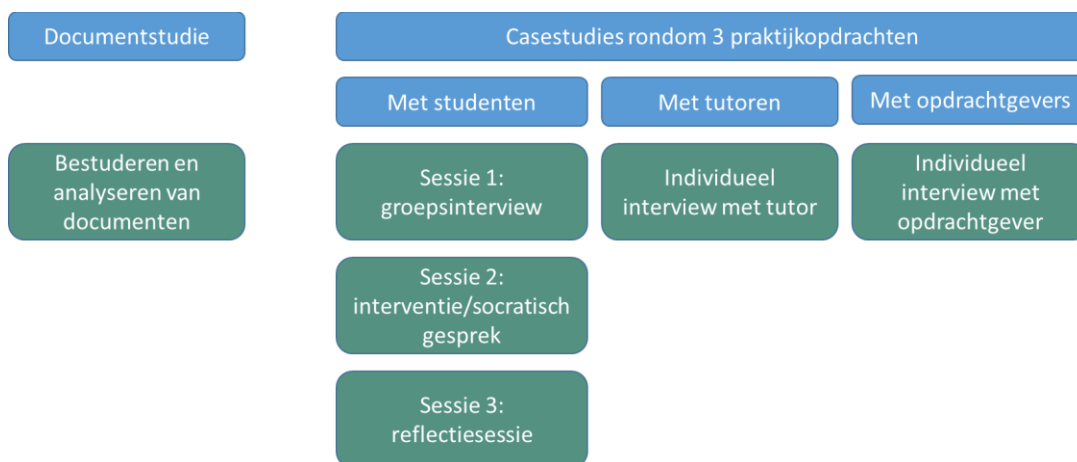 Documentstudie
Casestudies rondom 3 praktijkopdrachten
Met studenten
Met tutoren
Met opdrachtgevers
Bestuderen en
analyseren van
documenten
Sessie 1:
groepsinterview
Individueel
interview met tutor
Individueel
interview met
opdrachtgever
Sessie 2:
interventie/socratisch
gesprek
Sessie 3:
reflectiesessie